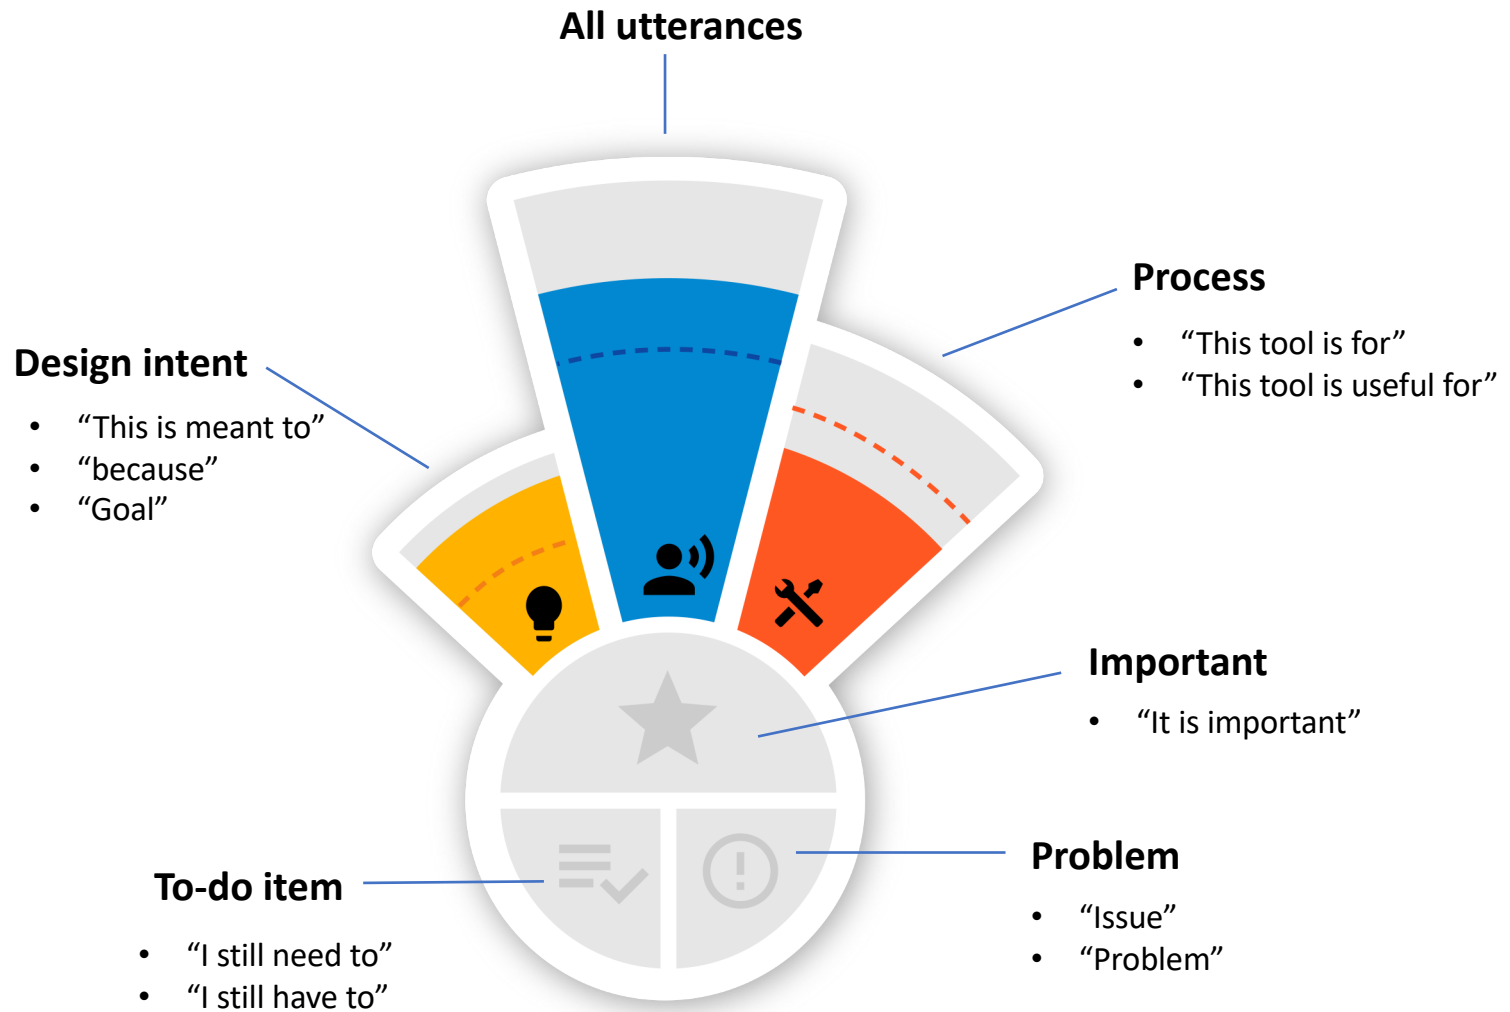 All utterances
Process
• “This tool is for”
• “This tool is useful for”
Design intent
• “This is meant to”
• “because”
• “Goal”
Important
• “It is important”
Problem
• “Issue”
• “Problem”
To-do item
• “I still need to”
• “I still have to”